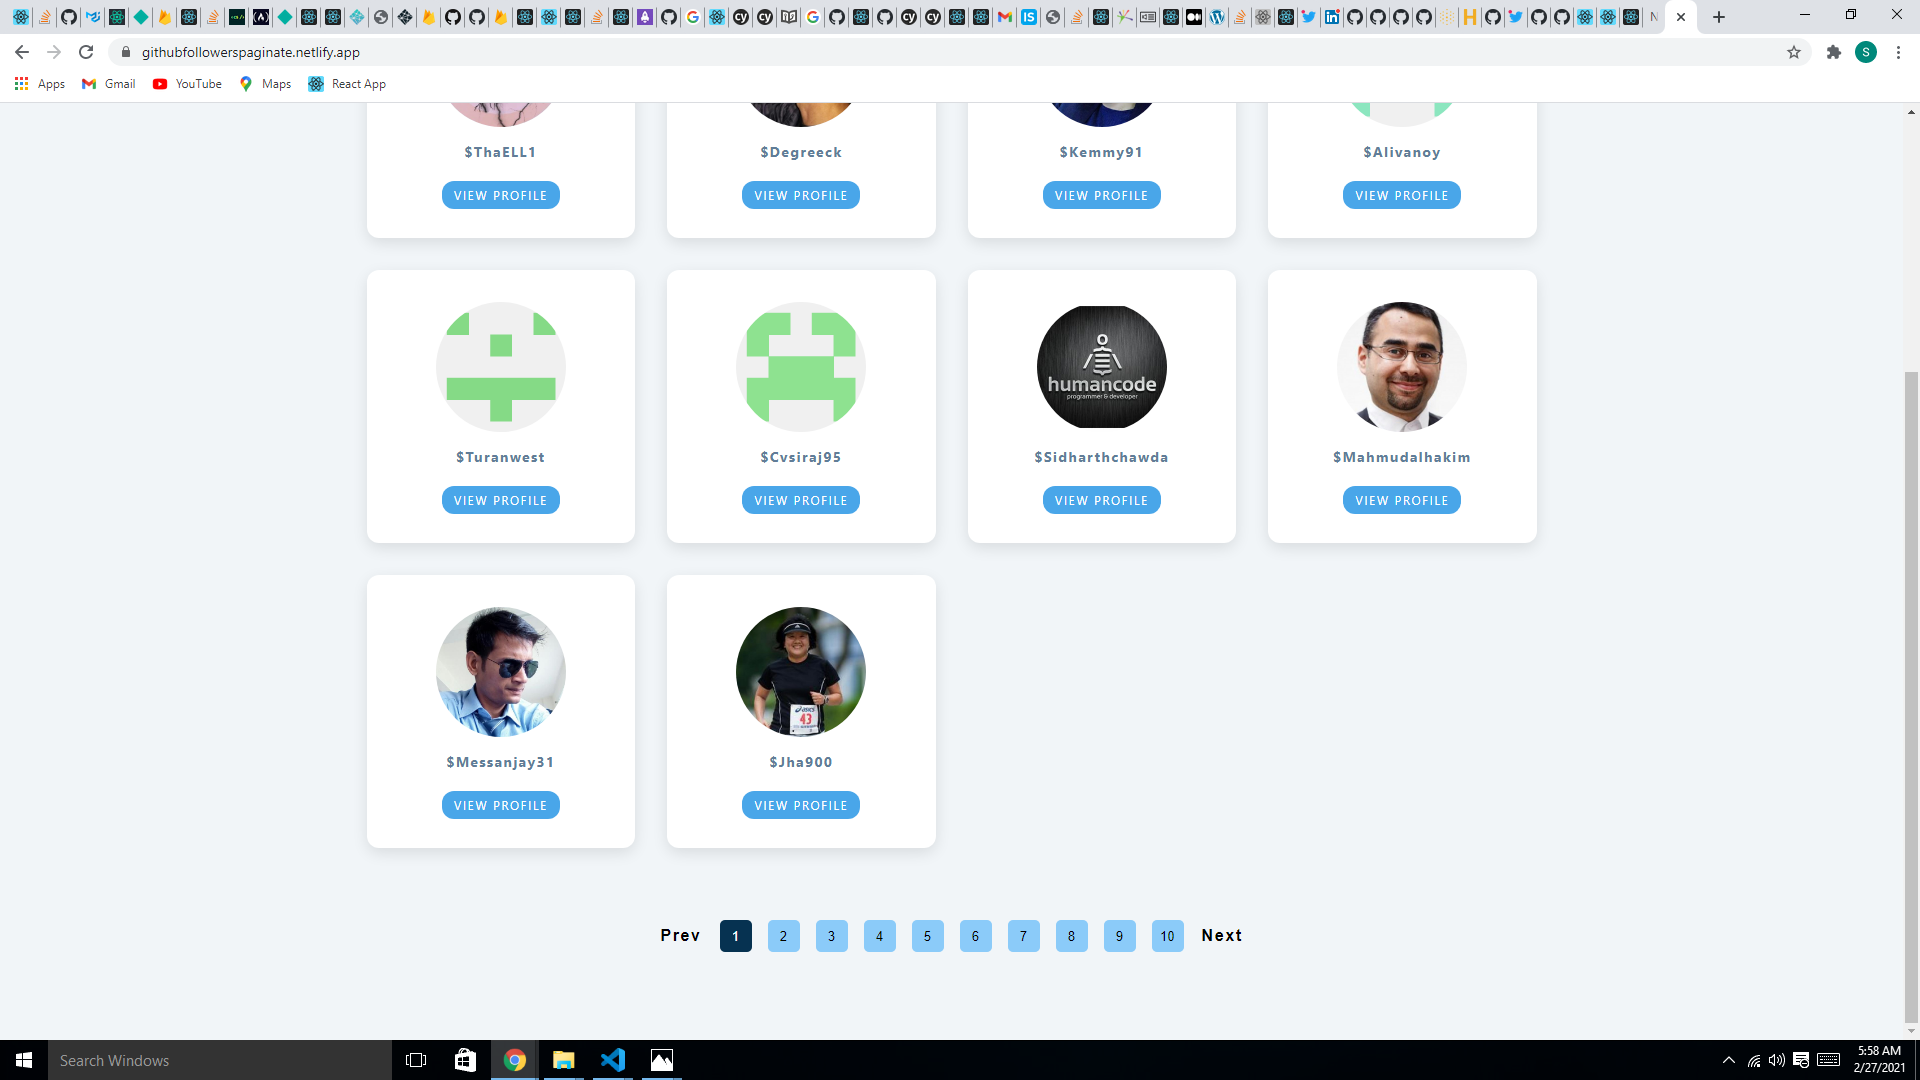 githubfollowerspaginate.netlify.app
S
Apps Gmail YouTube Maps React App
$ThaELL1 $Degreeck $Kemmy91 $Alivanoy
VIEW PROFILE VIEW PROFILE VIEW PROFILE VIEW PROFILE
humancode
programmer & developer
$Turanwest $Cvsiraj95 $Sidharthchawda $Mahmudalhakim
VIEW PROFILE VIEW PROFILE VIEW PROFILE VIEW PROFILE
asics
43
$Messanjay31 $Jha900
VIEW PROFILE VIEW PROFILE
Prev 1 2 3 4 5 6 7 8 9 10 Next
Search Windows
5:58 AM
2/27/2021